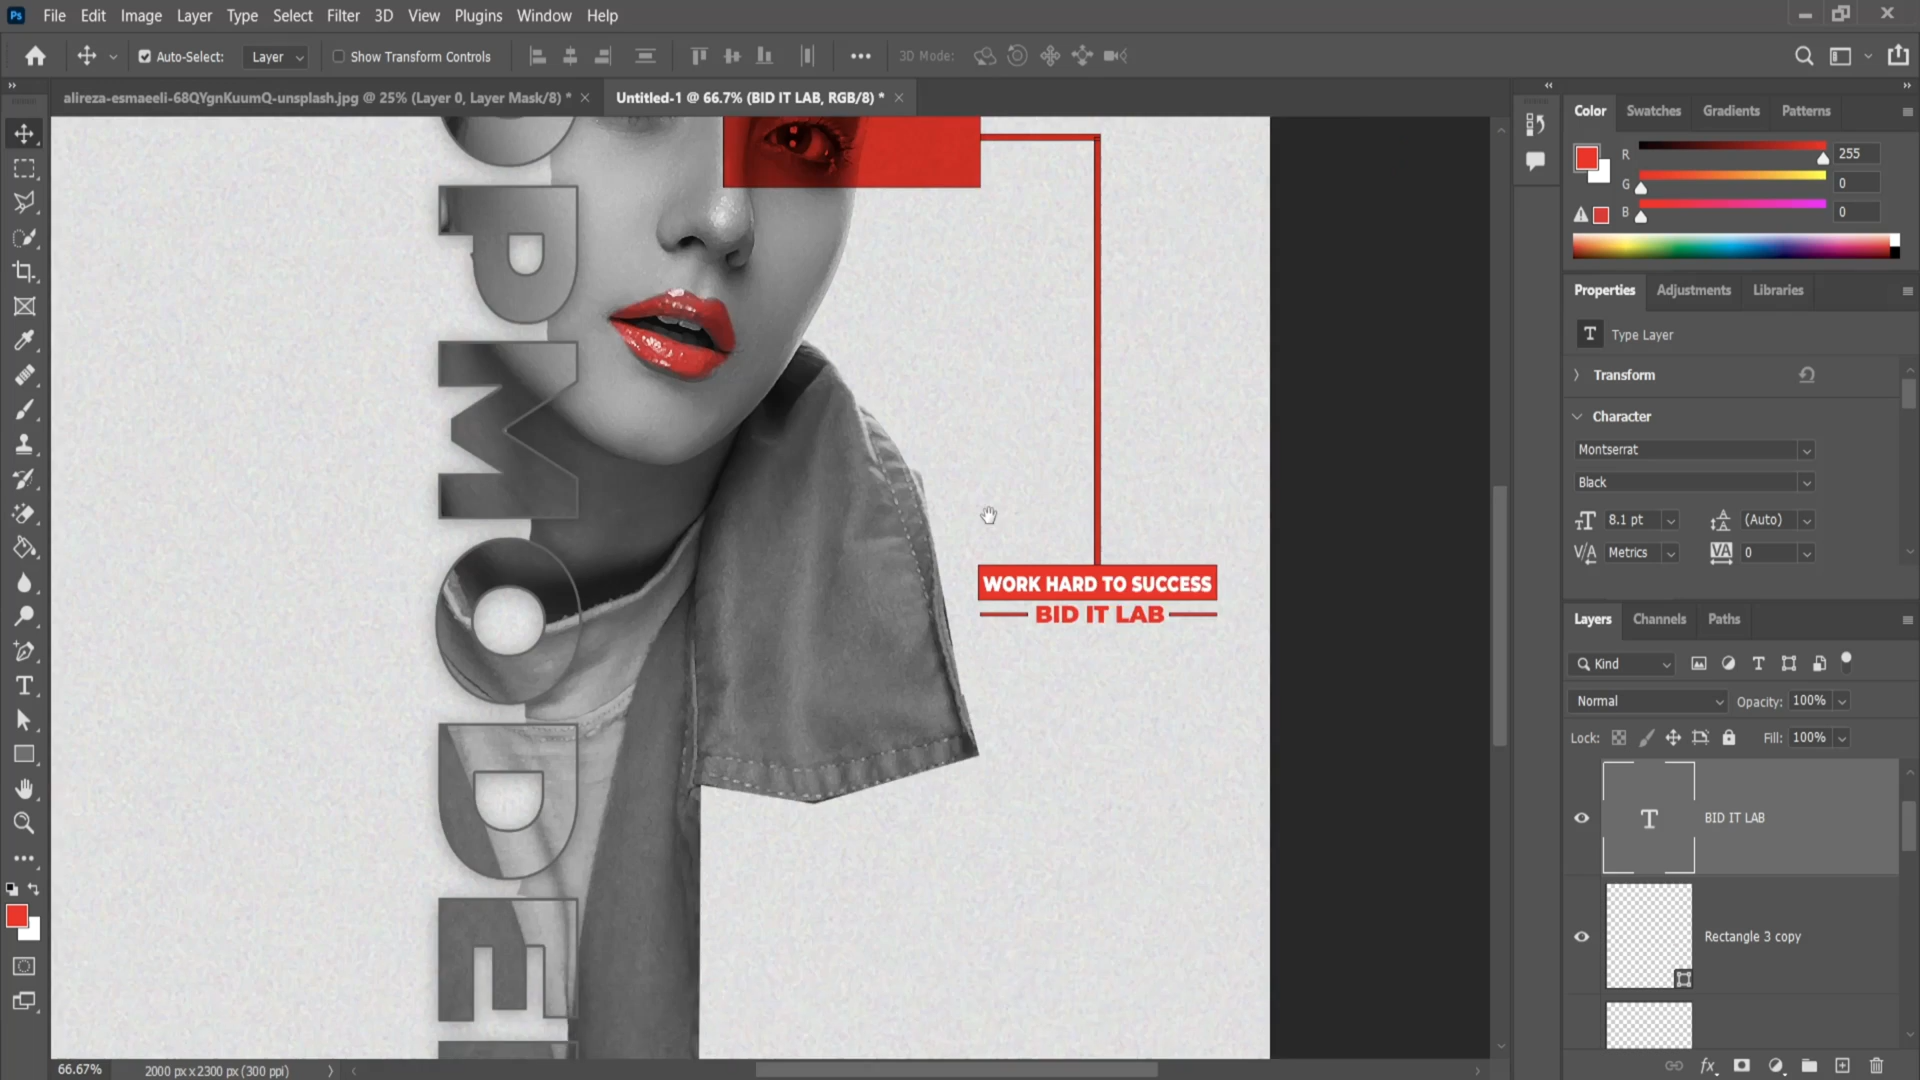 Ps File Edit Image Layer Type Select Filter 3D View Plugins Window Help
Auto-Select: Layer Show Transform Controls 3D Mode:
alireza-esmaeeli-68QYgnKuumQ-unsplash.jpg @ 25% (Layer 0, Layer Mask/8) *
Untitled-1 @ 66.7% (BID IT LAB, RGB/8) *
OPMODEL
WORK HARD TO SUCCESS
BID IT LAB
Color Swatches Gradients Patterns
R 255
G 0
B 0
Properties Adjustments Libraries
T Type Layer
Transform
Character
Montserrat
Black
8.1 pt (Auto)
Metrics 0
Layers Channels Paths
Kind
Normal Opacity: 100%
Lock: Fill: 100%
T BID IT LAB
Rectangle 3 copy
66.67% 2000 px x 2300 px (300 ppi)